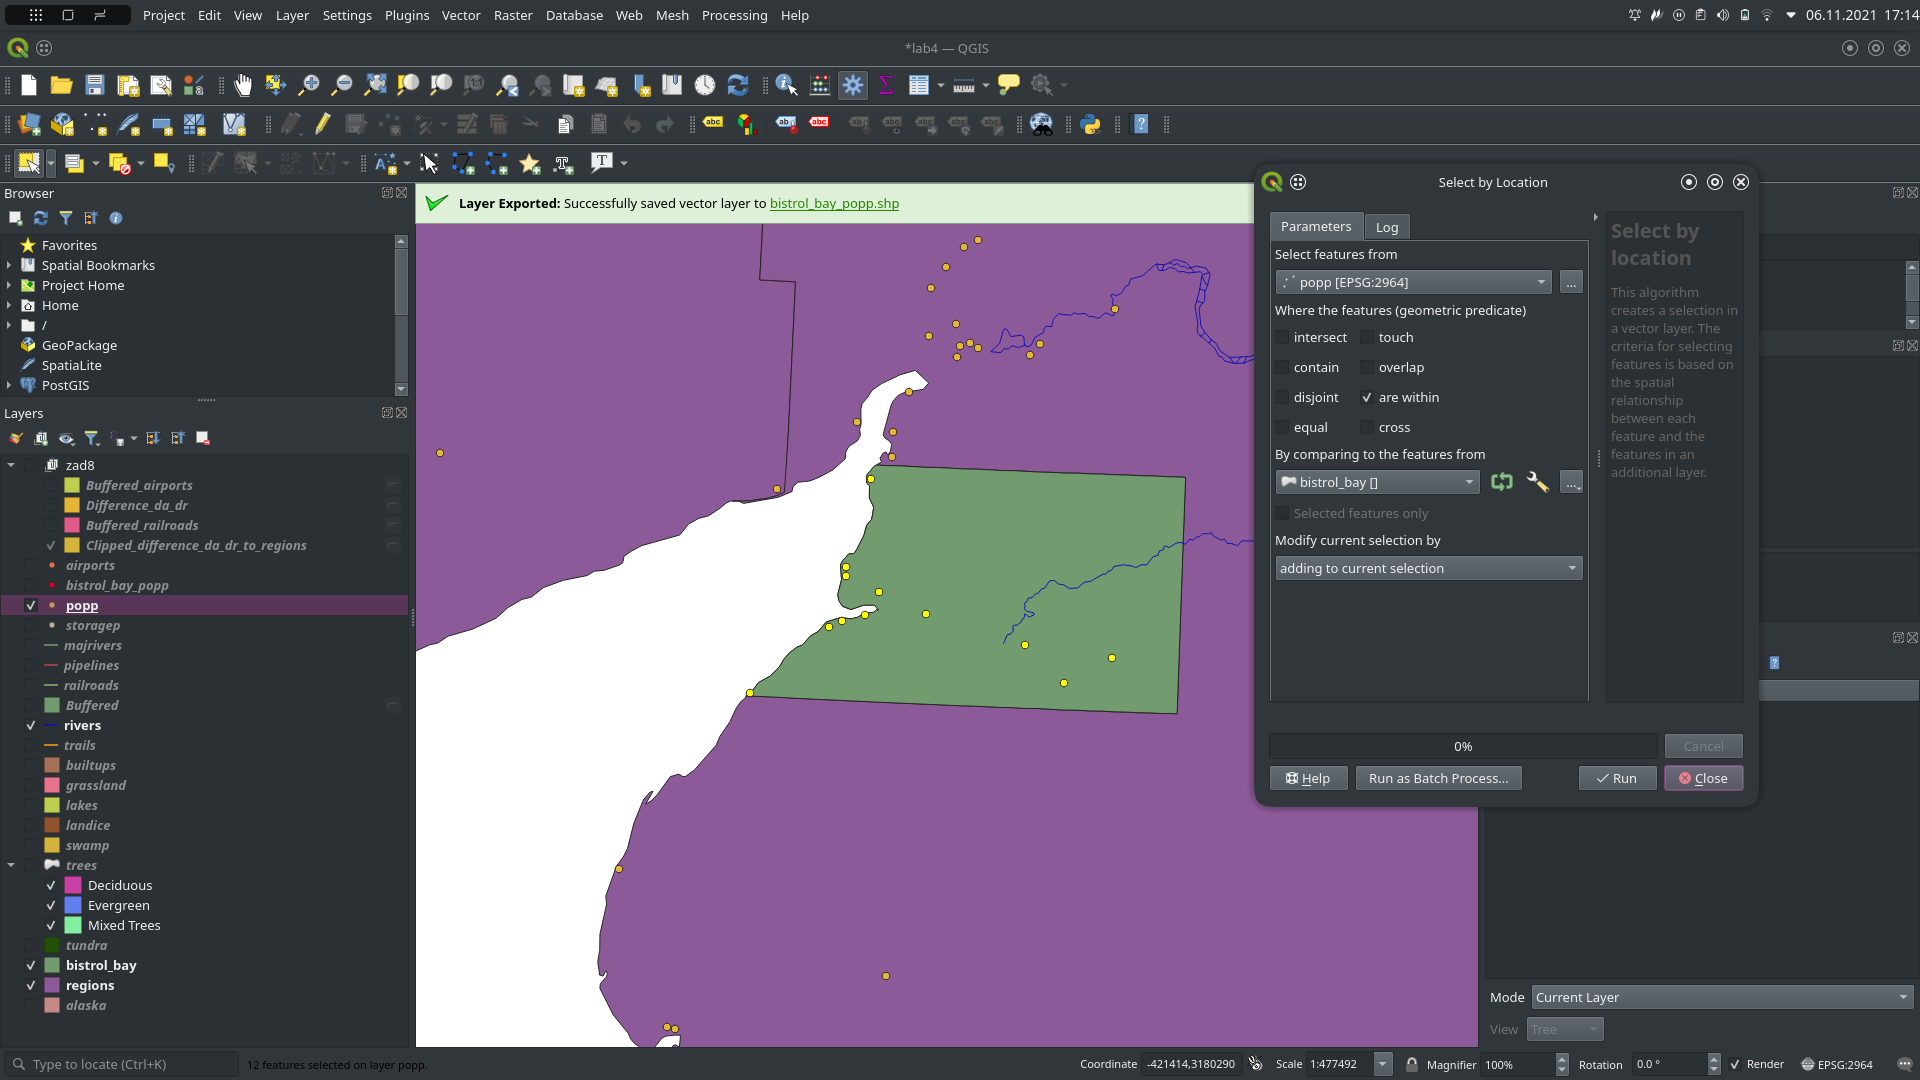 Project Edit View Layer Settings Plugins Vector Raster Database Web Mesh Processing Help
06.11.2021 17:14
*lab4 — QGIS
Browser
Favorites
Spatial Bookmarks
Project Home
Home
/
GeoPackage
SpatiaLite
PostGIS
Layers
zad8
Buffered_airports
Difference_da_dr
Buffered_railroads
Clipped_difference_da_dr_to_regions
airports
bistrol_bay_popp
popp
storagep
majrivers
pipelines
railroads
Buffered
rivers
trails
builtups
grassland
lakes
landice
swamp
trees
Deciduous
Evergreen
Mixed Trees
tundra
bistrol_bay
regions
alaska
Layer Exported: Successfully saved vector layer to bistrol_bay_popp.shp
Select by Location
Parameters Log
Select features from
popp [EPSG:2964]
...
Where the features (geometric predicate)
intersect touch
contain overlap
disjoint are within
equal cross
By comparing to the features from
bistrol_bay []
...
Selected features only
Modify current selection by
adding to current selection
Select by
location
This algorithm
creates a selection in
a vector layer. The
criteria for selecting
features is based on
the spatial
relationship
between each
feature and the
features in an
additional layer.
0%
Cancel
Help
Run as Batch Process...
Run
Close
Mode Current Layer
View Tree
Type to locate (Ctrl+K)
12 features selected on layer popp.
Coordinate -421414,3180290
Scale 1:477492
Magnifier 100%
Rotation 0.0 °
Render
EPSG:2964